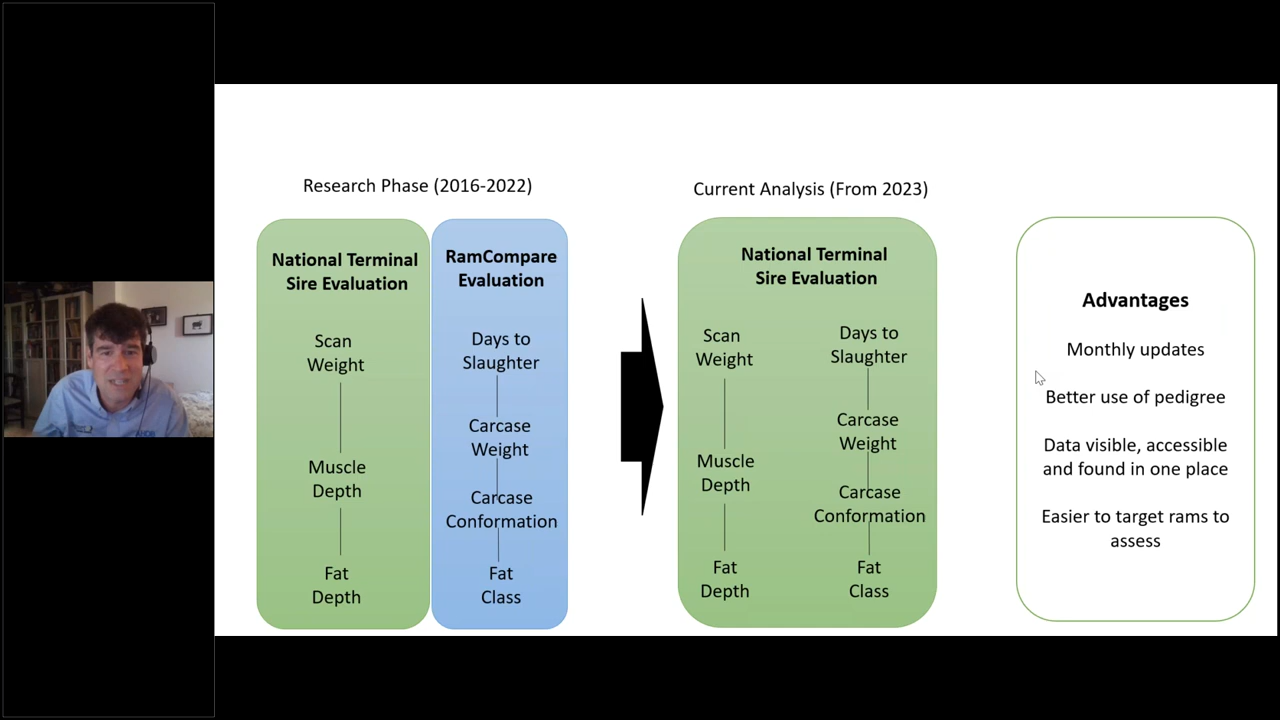 Research Phase (2016-2022)
National Terminal
Sire Evaluation
Scan
Weight
Muscle
Depth
Fat
Depth
RamCompare
Evaluation
Days to
Slaughter
Carcase
Weight
Carcase
Conformation
Fat
Class
Current Analysis (From 2023)
National Terminal
Sire Evaluation
Scan
Weight
Muscle
Depth
Fat
Depth
Days to
Slaughter
Carcase
Weight
Carcase
Conformation
Fat
Class
Advantages
Monthly updates
Better use of pedigree
Data visible, accessible
and found in one place
Easier to target rams to
assess